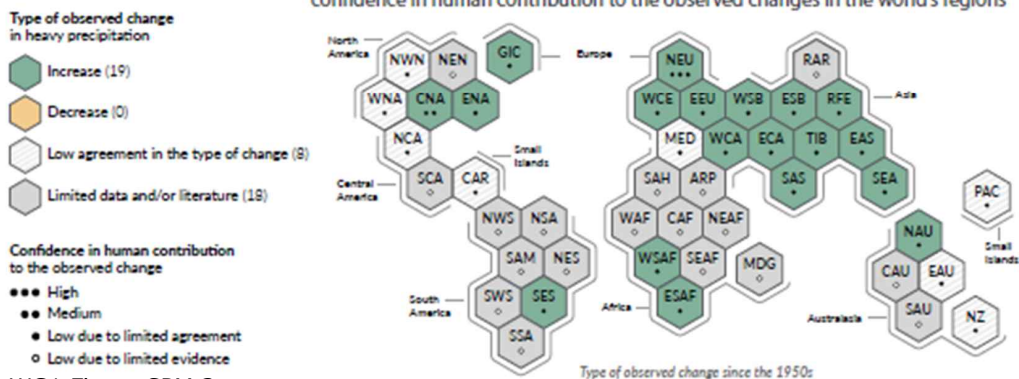 confidence in human contribution to the observed changes in the world's regions
Type of observed change
in heavy precipitation
Increase (19)
Decrease (0)
Low agreement in the type of change (8)
Limited data and/or literature (18)
Confidence in human contribution
to the observed change
High
Medium
Low due to limited agreement
Low due to limited evidence
North
America
GIC
Europe
NWN NEN
NEU
RAR
WNA CNA ENA
WCE EEU WSB ESB RFE
Asia
NCA
MED WCA ECA TIB EAS
Small
Islands
Central
America
SCA CAR
SAH ARP
SAS SEA
PAC
NWS NSA
WAF CAF NEAF
NAU
Small
Islands
SAM NES
WSAF SEAF MDG
CAU EAU
South
America
SWS SES
Africa
ESAF
Australasia
SAU NZ
SSA
Type of observed change since the 1950s